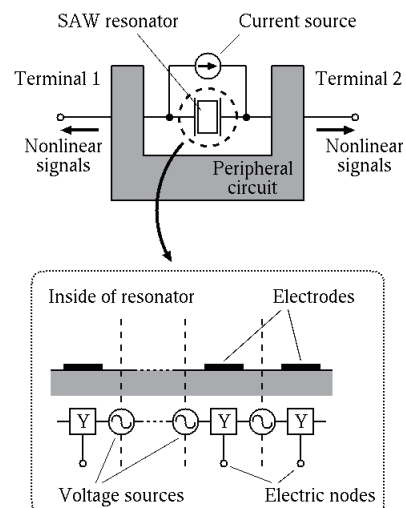 SAW resonator
Current source
Terminal 1
Terminal 2
Nonlinear
signals
Peripheral
circuit
Nonlinear
signals
Inside of resonator
Electrodes
Y
Y
Y
Voltage sources
Electric nodes